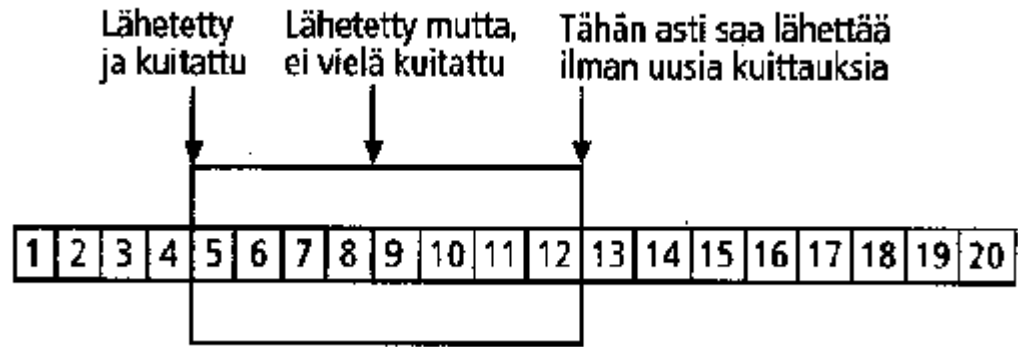 Lähetetty
ja kuitattu
Lähetetty mutta,
ei vielä kuitattu
Tähän asti saa lähettää
ilman uusia kuittauksia
1 2 3 4 5 6 7 8 9 10 11 12 13 14 15 16 17 18 19 20